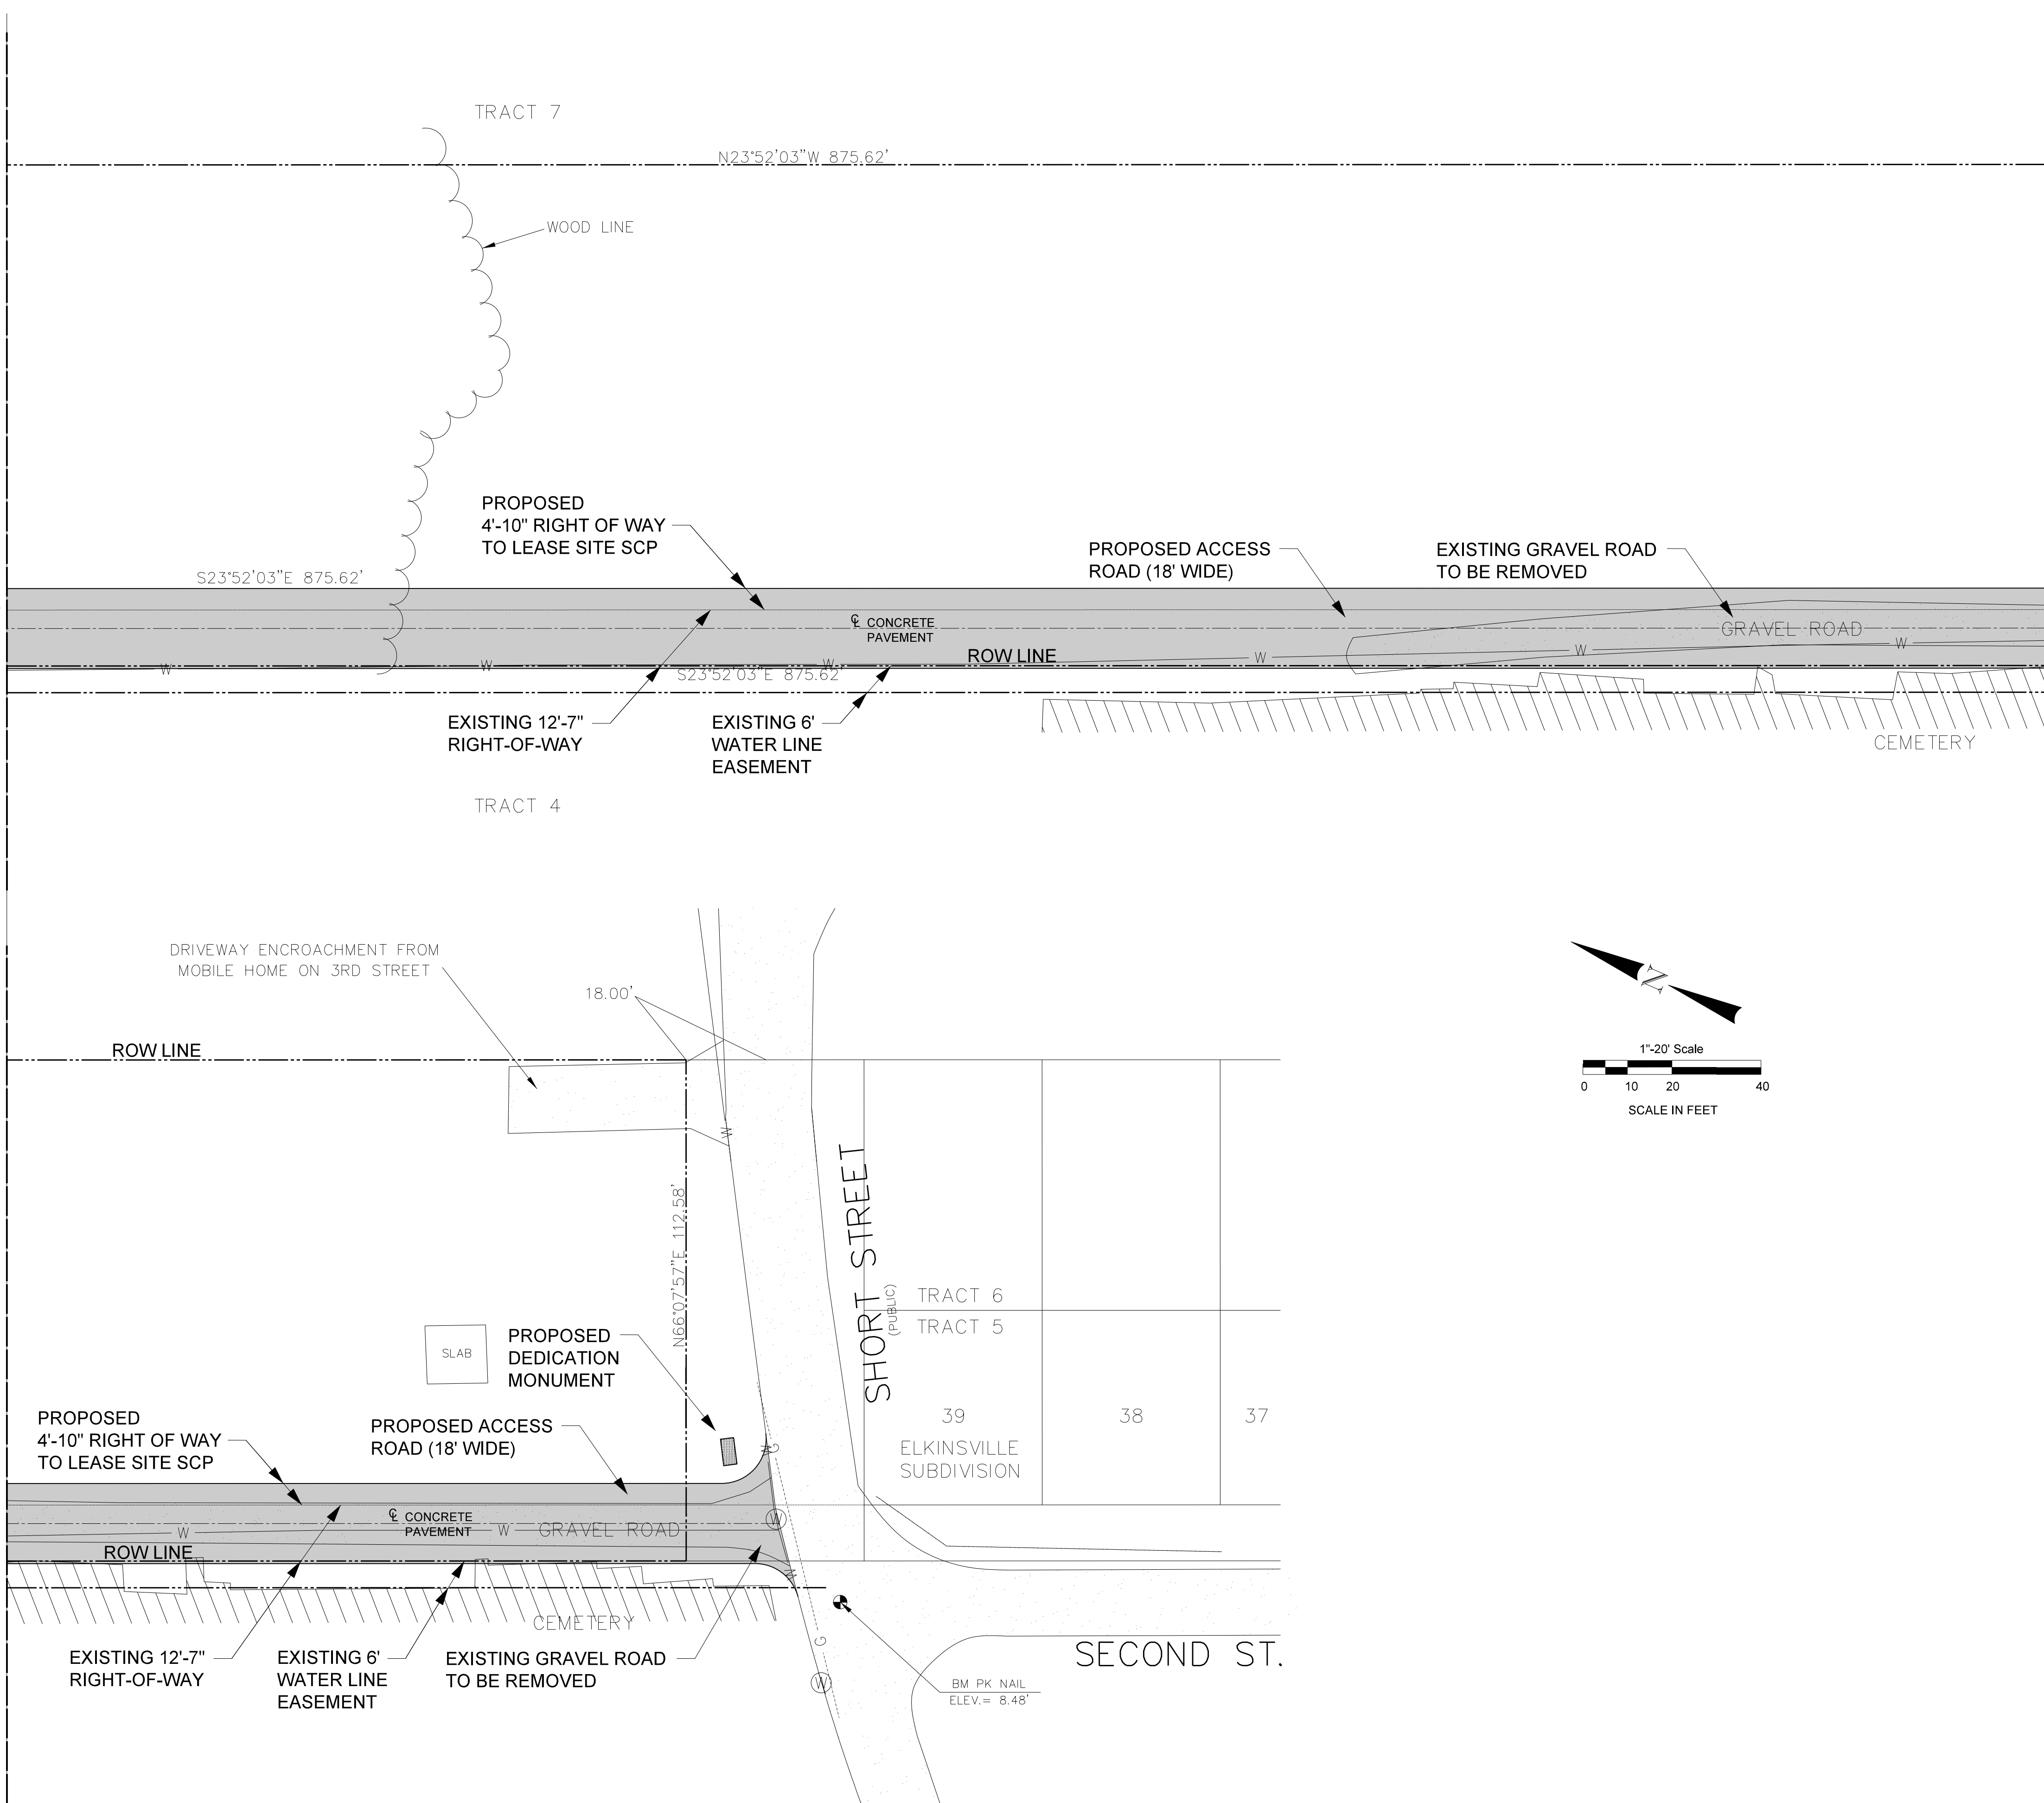 TRACT 7
N23°52'03"W 875.62'
WOOD LINE
PROPOSED
4'-10" RIGHT OF WAY
TO LEASE SITE SCP
PROPOSED ACCESS
ROAD (18' WIDE)
EXISTING GRAVEL ROAD
TO BE REMOVED
S23°52'03"E 875.62'
℄ CONCRETE
PAVEMENT
GRAVEL ROAD
ROW LINE
W
W
W
W
W
W
S23°52'03"E 875.62'
EXISTING 12'-7"
RIGHT-OF-WAY
EXISTING 6'
WATER LINE
EASEMENT
CEMETERY
TRACT 4
DRIVEWAY ENCROACHMENT FROM
MOBILE HOME ON 3RD STREET
18.00'
N
ROW LINE
1"-20' Scale
0 10 20 40
SCALE IN FEET
W
N66°07'57"E 112.58'
SHORT STREET
(PUBLIC)
TRACT 6
TRACT 5
SLAB
PROPOSED
DEDICATION
MONUMENT
39
38
37
ELKINSVILLE
SUBDIVISION
PROPOSED
4'-10" RIGHT OF WAY
TO LEASE SITE SCP
PROPOSED ACCESS
ROAD (18' WIDE)
W
G
℄ CONCRETE
PAVEMENT
W
W
W
GRAVEL ROAD
ROW LINE
W
CEMETERY
EXISTING 12'-7"
RIGHT-OF-WAY
EXISTING 6'
WATER LINE
EASEMENT
EXISTING GRAVEL ROAD
TO BE REMOVED
G
W
SECOND ST.
BM PK NAIL
ELEV.= 8.48'